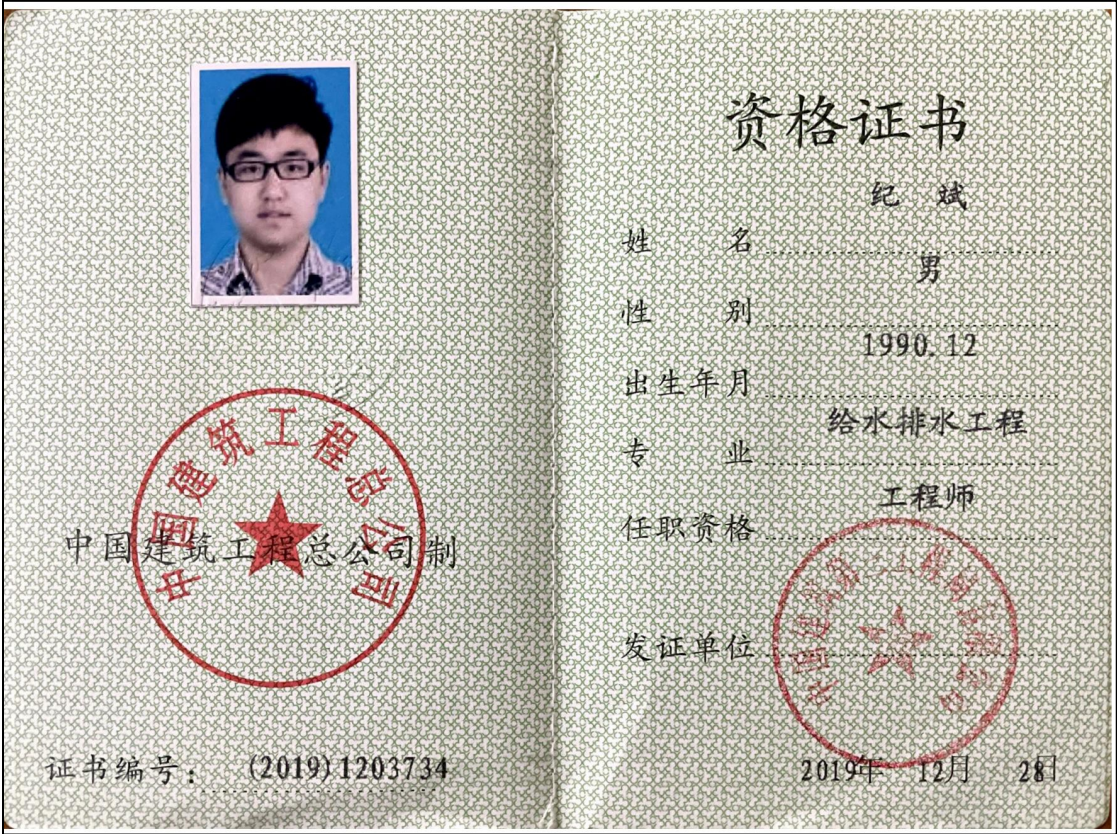 中国建筑工程总公司
中国建筑工程总公司制
证书编号： (2019)1203734
资格证书
姓名 纪斌
性别 男
出生年月 1990.12
专业 给水排水工程
任职资格 工程师
发证单位
2019年 12月 28日